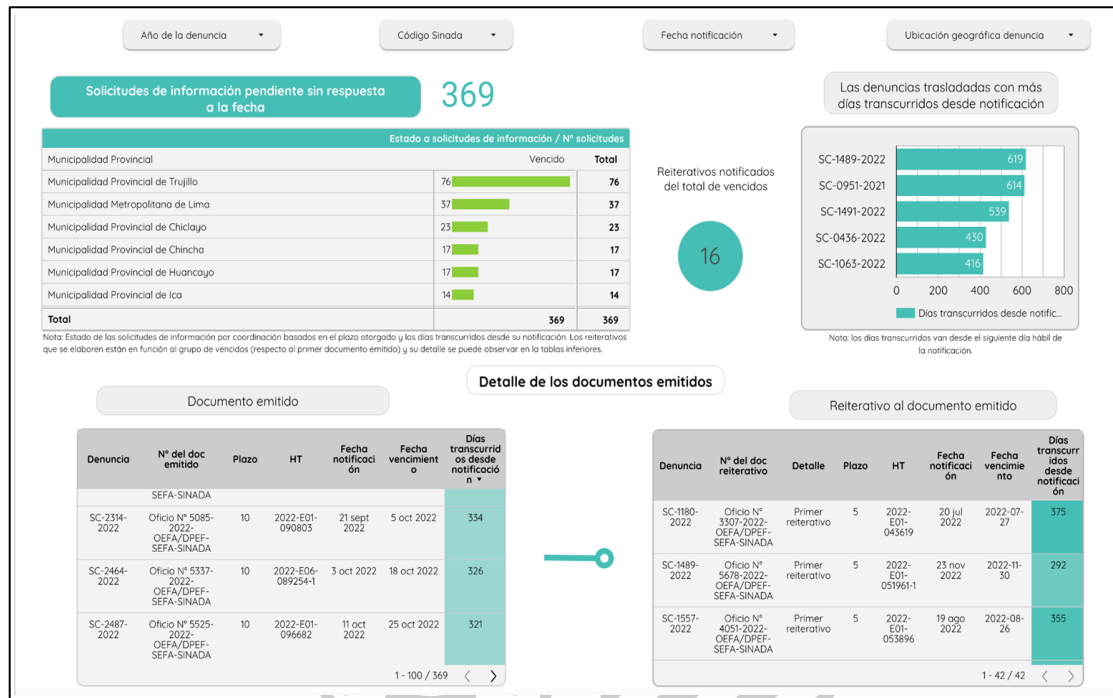 Año de la denuncia
Código Sinada
Fecha notificación
Ubicación geográfica denuncia
Solicitudes de información pendiente sin respuesta
a la fecha
369
Estado a solicitudes de información / N° solicitudes
Municipalidad Provincial Vencido Total
Municipalidad Provincial de Trujillo 76 76
Municipalidad Metropolitana de Lima 37 37
Municipalidad Provincial de Chiclayo 23 23
Municipalidad Provincial de Chincha 17 17
Municipalidad Provincial de Huancayo 17 17
Municipalidad Provincial de Ica 14 14
Total 369 369
Nota: Estado de las solicitudes de información por coordinación basados en el plazo otorgado y los días transcurridos desde su notificación. Los reiterativos
que se elaboren están en función al grupo de vencidos (respecto al primer documento emitido) y su detalle se puede observar en la tablas inferiores.
Reiterativos notificados
del total de vencidos
16
Las denuncias trasladadas con más
días transcurridos desde notificación
SC-1489-2022 619
SC-0951-2021 614
SC-1491-2022 539
SC-0436-2022 430
SC-1063-2022 416
0 200 400 600 800
Días transcurridos desde notific...
Nota: los días transcurridos van desde el siguiente día hábil de
la notificación.
Detalle de los documentos emitidos
Documento emitido
Denuncia
N° del doc
emitido
Plazo
HT
Fecha
notificaci
ón
Fecha
vencimient
o
Días
transcurrid
os desde
notificació
n
SEFA-SINADA
SC-2314-
2022
Oficio N° 5085-
2022-
OEFA/DPEF-
SEFA-SINADA
10
2022-E01-
090803
21 sept
2022
5 oct 2022
334
SC-2464-
2022
Oficio N° 5337-
2022-
OEFA/DPEF-
SEFA-SINADA
10
2022-E06-
089254-1
3 oct 2022
18 oct 2022
326
SC-2487-
2022
Oficio N° 5525-
2022-
OEFA/DPEF-
SEFA-SINADA
10
2022-E01-
096682
11 oct
2022
25 oct 2022
321
1 - 100 / 369
Reiterativo al documento emitido
Denuncia
N° del doc
reiterativo
Detalle
Plazo
HT
Fecha
notificaci
ón
Fecha
vencimie
nto
Días
transcurr
idos
desde
notificaci
ón
SC-1180-
2022
Oficio N°
3307-2022-
OEFA/DPEF-
SEFA-SINADA
Primer
reiterativo
5
2022-
E01-
043619
20 jul
2022
2022-07-
27
375
SC-1489-
2022
Oficio N°
5678-2022-
OEFA/DPEF-
SEFA-SINADA
Primer
reiterativo
5
2022-
E01-
051961-1
23 nov
2022
2022-11-
30
292
SC-1557-
2022
Oficio N°
4051-2022-
OEFA/DPEF-
SEFA-SINADA
Primer
reiterativo
5
2022-
E01-
053896
19 ago
2022
2022-08-
26
355
1 - 42 / 42